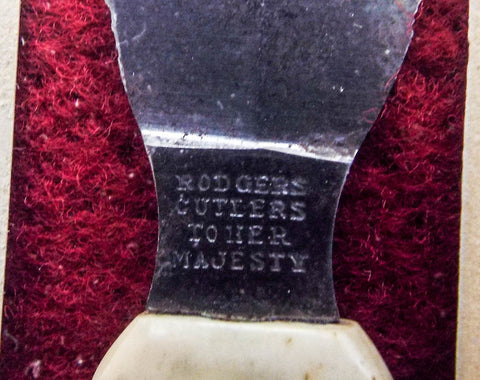 RODGERS
CUTLERS
TO HER
MAJESTY